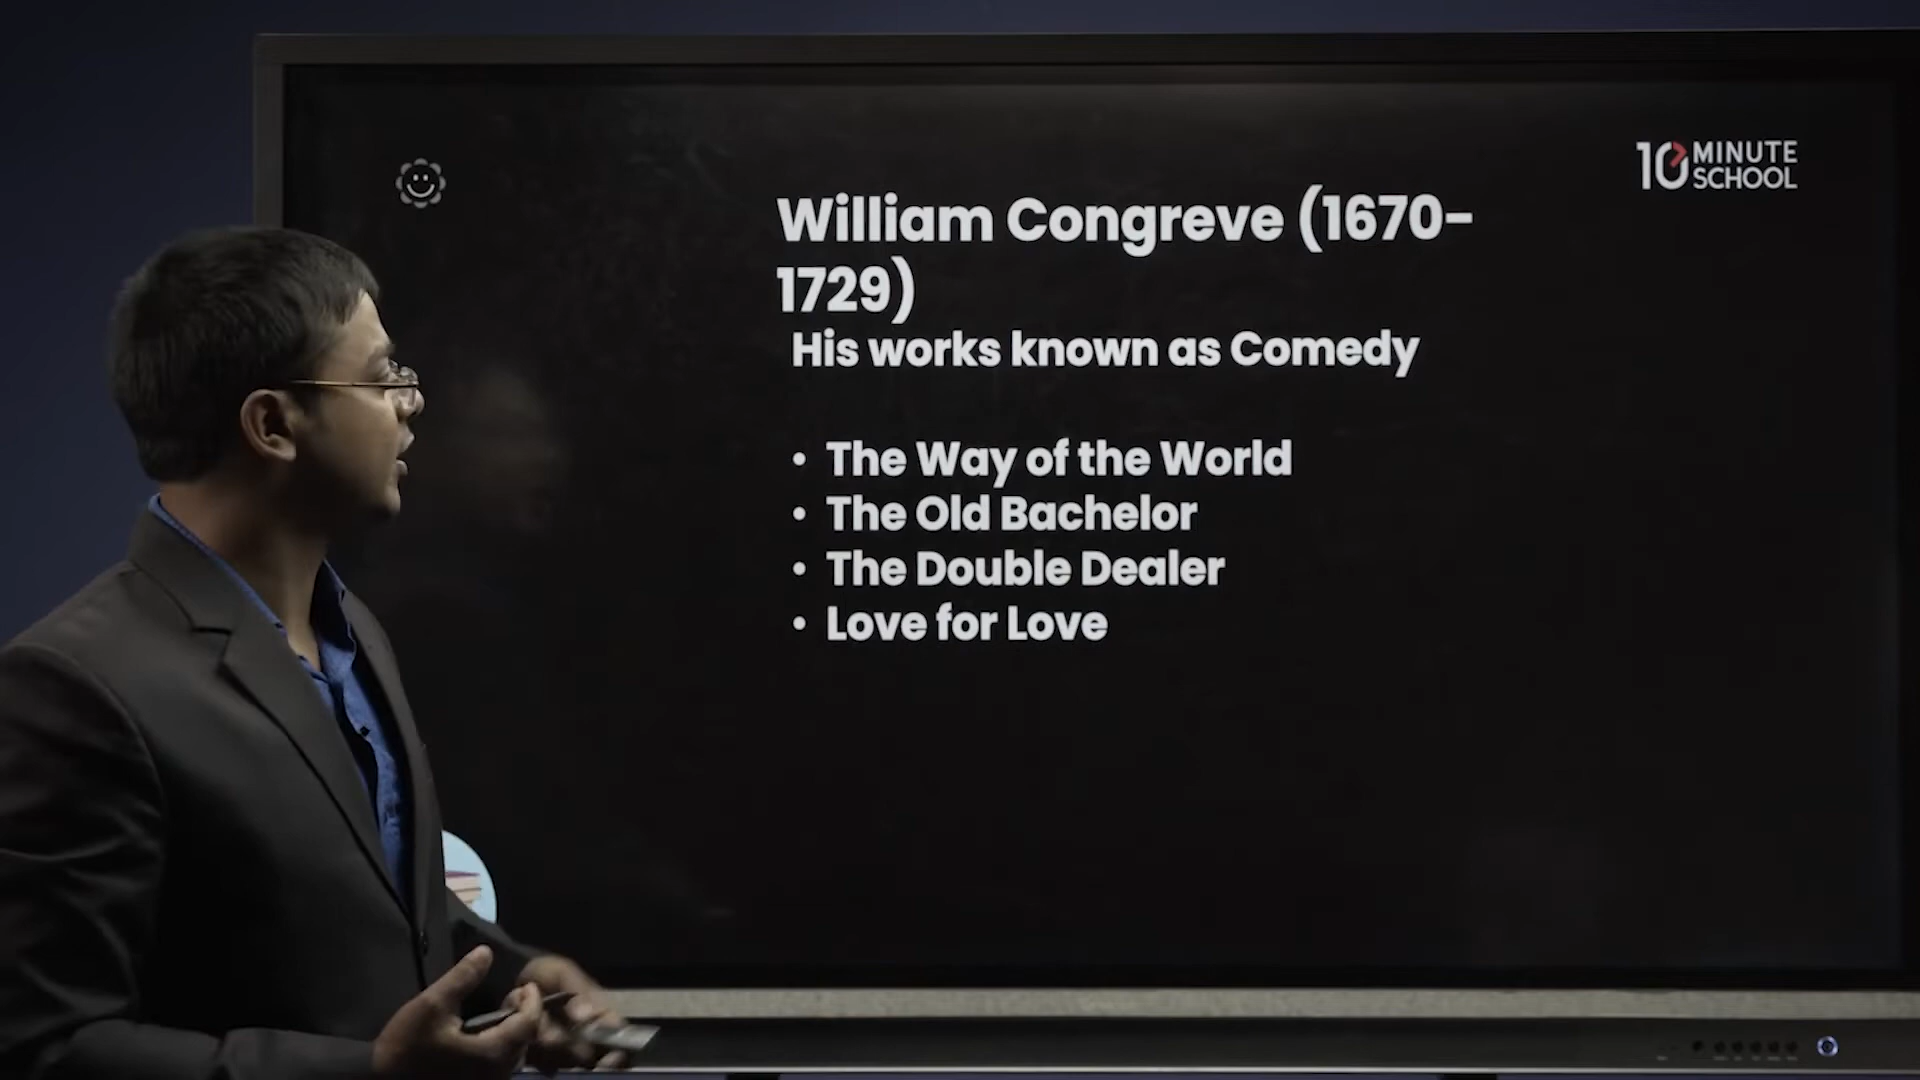 10 MINUTE
SCHOOL
William Congreve (1670-
1729)
His works known as Comedy
• The Way of the World
• The Old Bachelor
• The Double Dealer
• Love for Love